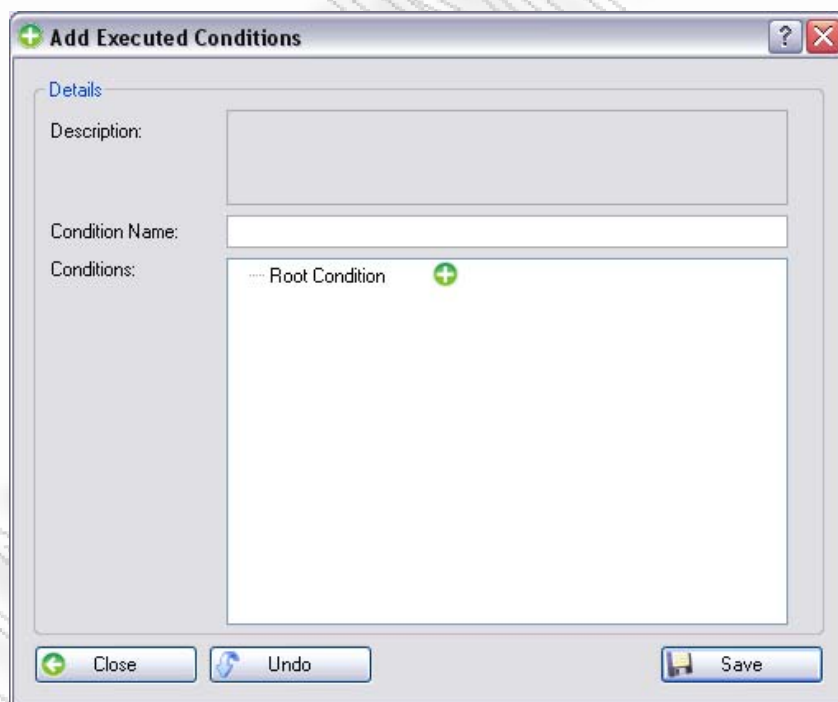 Add Executed Conditions
?
Details
Description:
Condition Name:
Conditions:
Root Condition
Close
Undo
Save